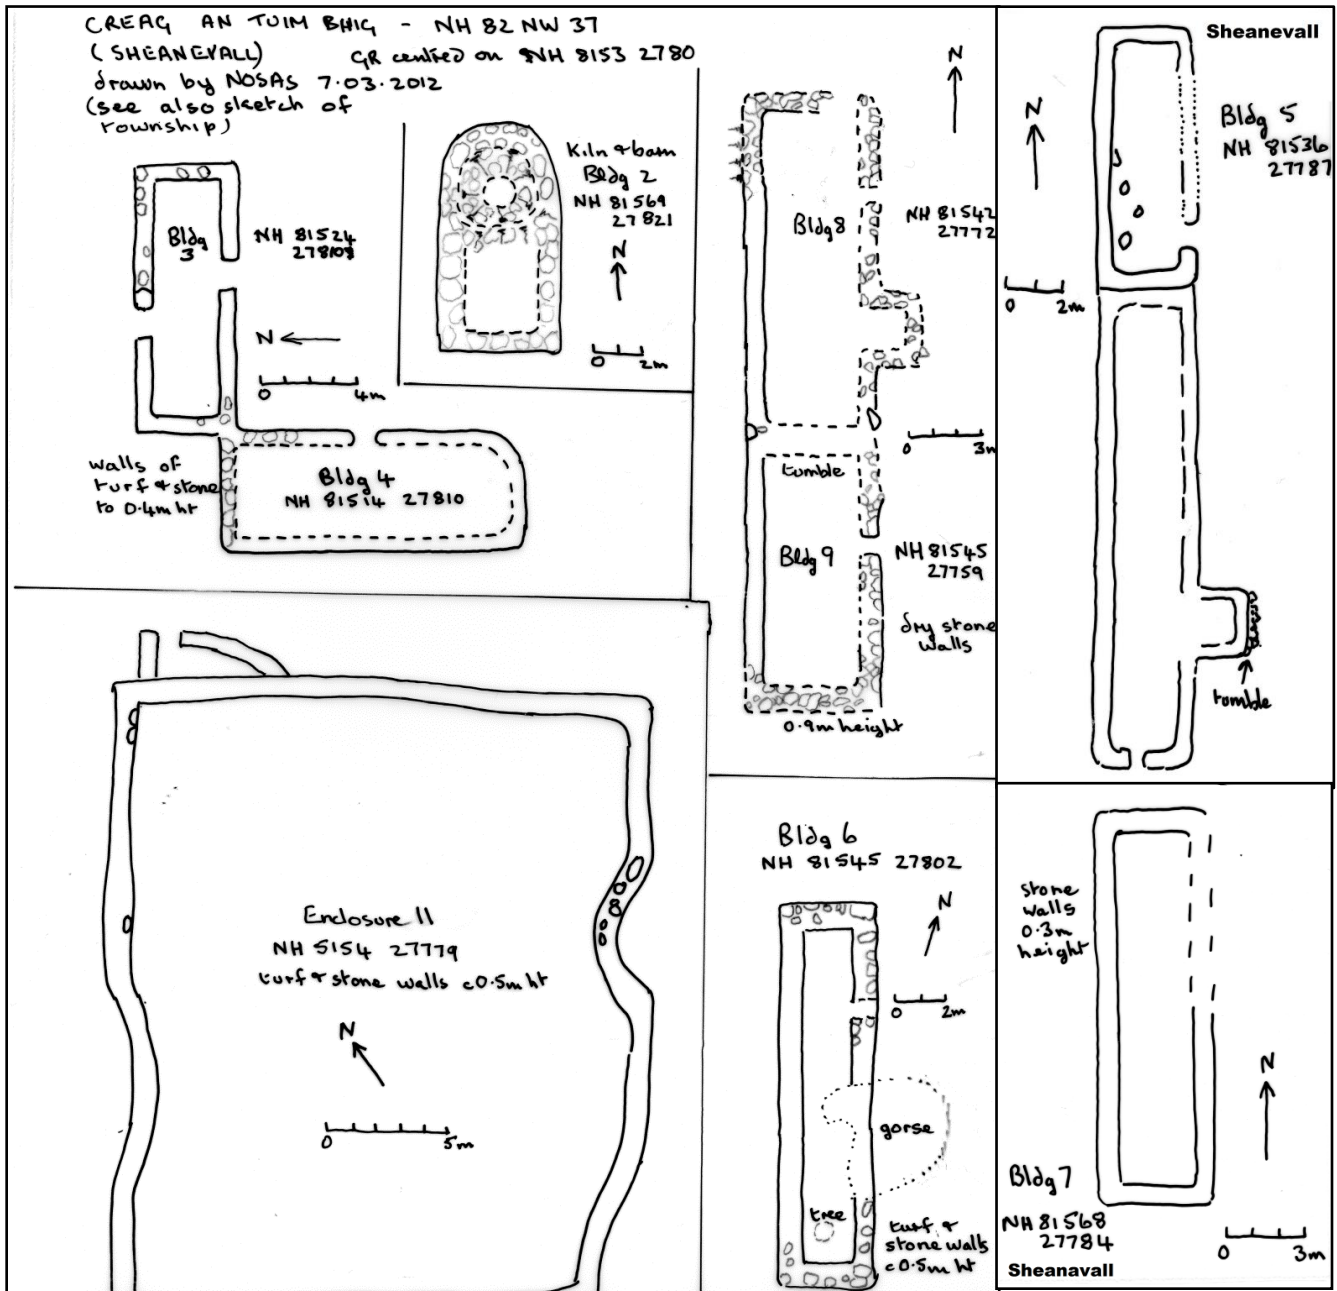 CREAG AN TUIM BHIG - NH 82 NW 37
(SHEANEVALL) GR centred on NH 8153 2780
drawn by NOSAS 7.03.2012
(see also sketch of
township)
Bldg
3
NH 81524
278108
N
0 4m
Kiln & barn
Bldg 2
NH 81569
27821
N
0 2m
walls of
turf & stone
to 0.4m ht
Bldg 4
NH 81514 27810
N
Bldg 8
NH 81542
27772
0 3m
tumble
Bldg 9
NH 81545
27759
dry stone
walls
0.9m height
Sheanevall
N
Bldg 5
NH 81536
27787
0 2m
tumble
Enclosure 11
NH 5154 27779
turf & stone walls c0.5m ht
N
0 5m
Bldg 6
NH 81545 27802
N
0 2m
gorse
tree
turf &
stone walls
c0.5m ht
stone
walls
0.3m
height
N
Bldg 7
NH 81568
27784
0 3m
Sheanavall